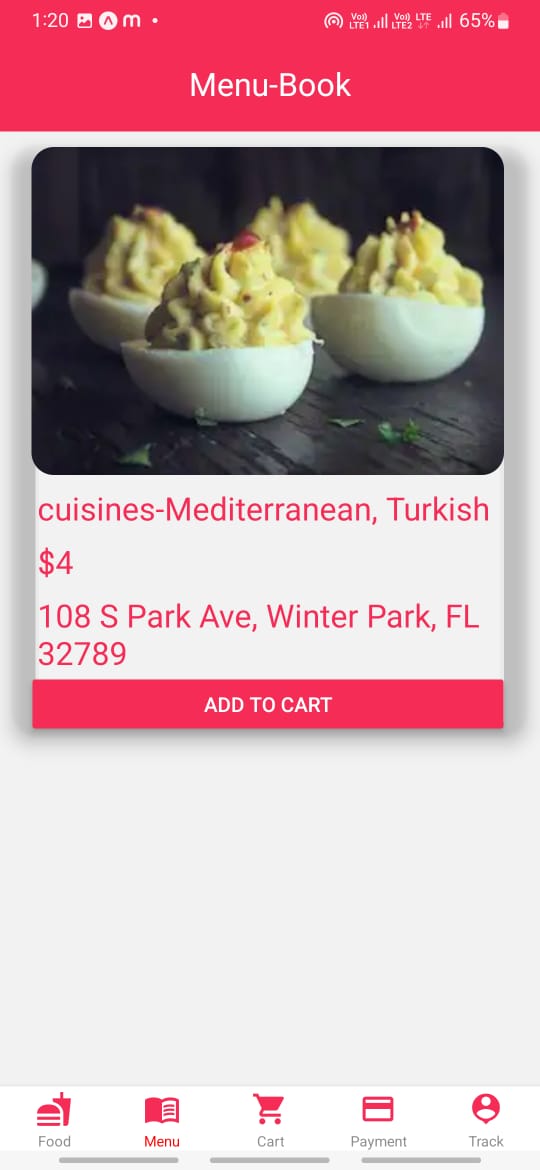 1:20 m 65%
Vo) LTE1 Vo) LTE2 LTE
Menu-Book
cuisines-Mediterranean, Turkish
$4
108 S Park Ave, Winter Park, FL
32789
ADD TO CART
Food Menu Cart Payment Track